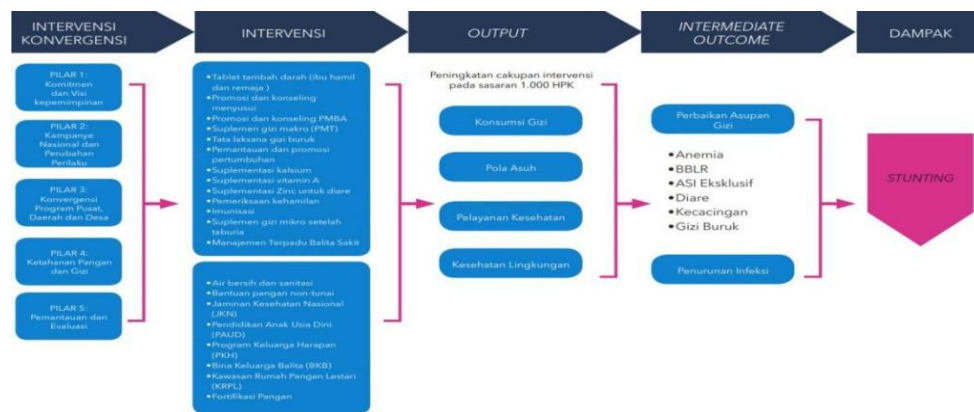 INTERVENSI
KONVERGENSI
INTERVENSI
OUTPUT
INTERMEDIATE
OUTCOME
DAMPAK
PILAR 1:
Komitmen
dan Visi
kepemimpinan
PILAR 2:
Kampanye
Nasional dan
Perubahan
Perilaku
PILAR 3:
Konvergensi
Program Pusat,
Daerah dan Desa
PILAR 4:
Ketahanan Pangan
dan Gizi
PILAR 5:
Pemantauan dan
Evaluasi
•Tablet tambah darah (ibu hamil
dan remaja )
•Promosi dan konseling
menyusui
•Promosi dan konseling PMBA
•Suplemen gizi makro (PMT)
•Tata laksana gizi buruk
•Pemantauan dan promosi
pertumbuhan
•Suplementasi kalsium
•Suplementasi vitamin A
•Suplementasi Zinc untuk diare
•Pemeriksaan kehamilan
•Imunisasi
•Suplemen gizi mikro setelah
taburia
•Manajemen Terpadu Balita Sakit
•Air bersih dan sanitasi
•Bantuan pangan non-tunai
•Jaminan Kesehatan Nasional
(JKN)
•Pendidikan Anak Usia Dini
(PAUD)
•Program Keluarga Harapan
(PKH)
•Bina Keluarga Balita (BKB)
•Kawasan Rumah Pangan Lestari
(KRPL)
•Fortifikasi Pangan
Peningkatan cakupan intervensi
pada sasaran 1.000 HPK
Konsumsi Gizi
Pola Asuh
Pelayanan Kesehatan
Kesehatan Lingkungan
Perbaikan Asupan
Gizi
•Anemia
•BBLR
•ASI Eksklusif
•Diare
•Kecacingan
•Gizi Buruk
Penurunan Infeksi
STUNTING